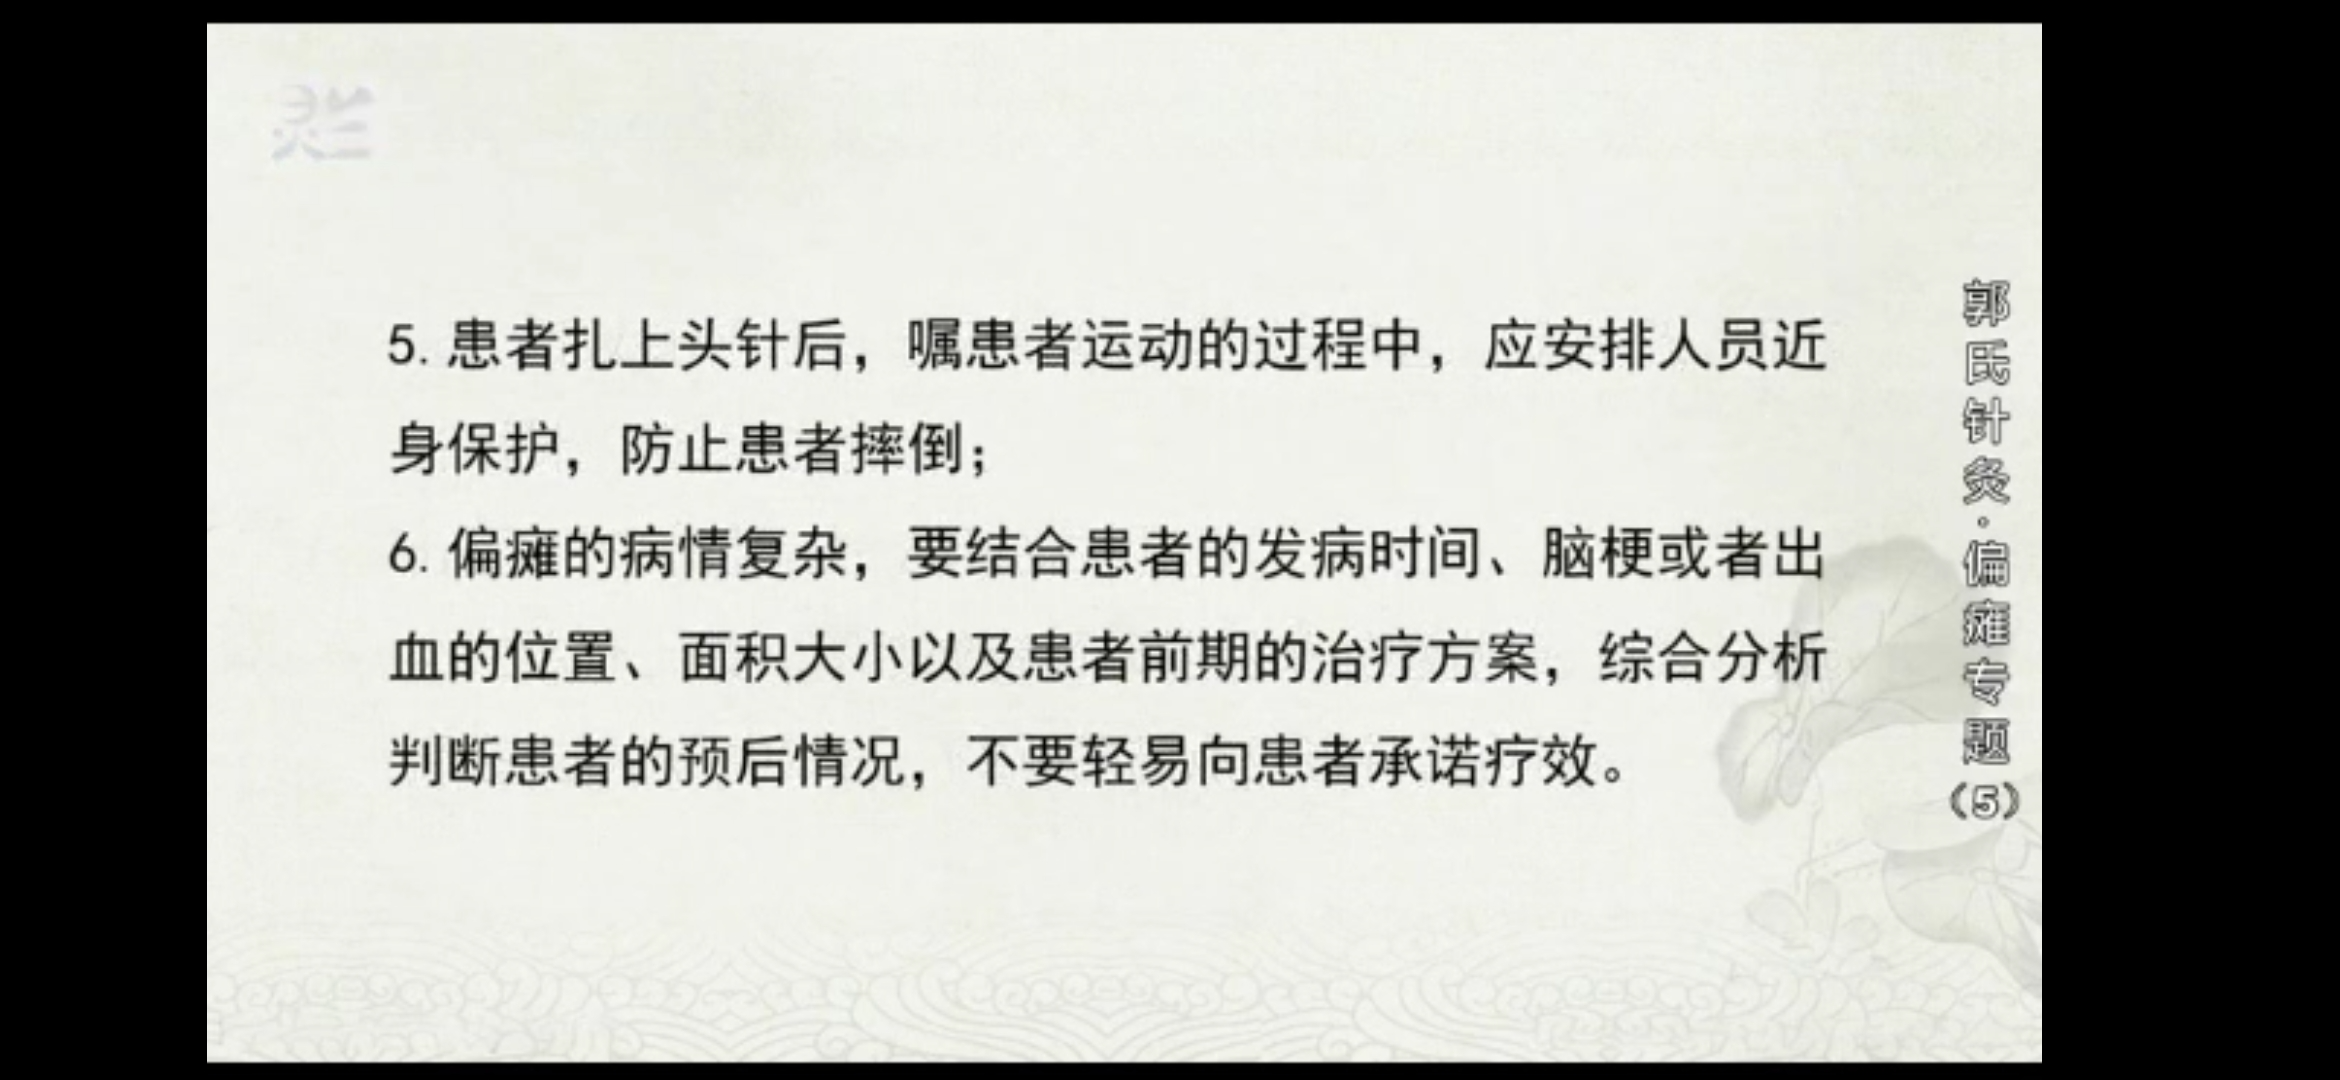 5.患者扎上头针后，嘱患者运动的过程中，应安排人员近
身保护，防止患者摔倒；
6.偏瘫的病情复杂，要结合患者的发病时间、脑梗或者出
血的位置、面积大小以及患者前期的治疗方案，综合分析
判断患者的预后情况，不要轻易向患者承诺疗效。
郭氏针灸·偏瘫专题(5)